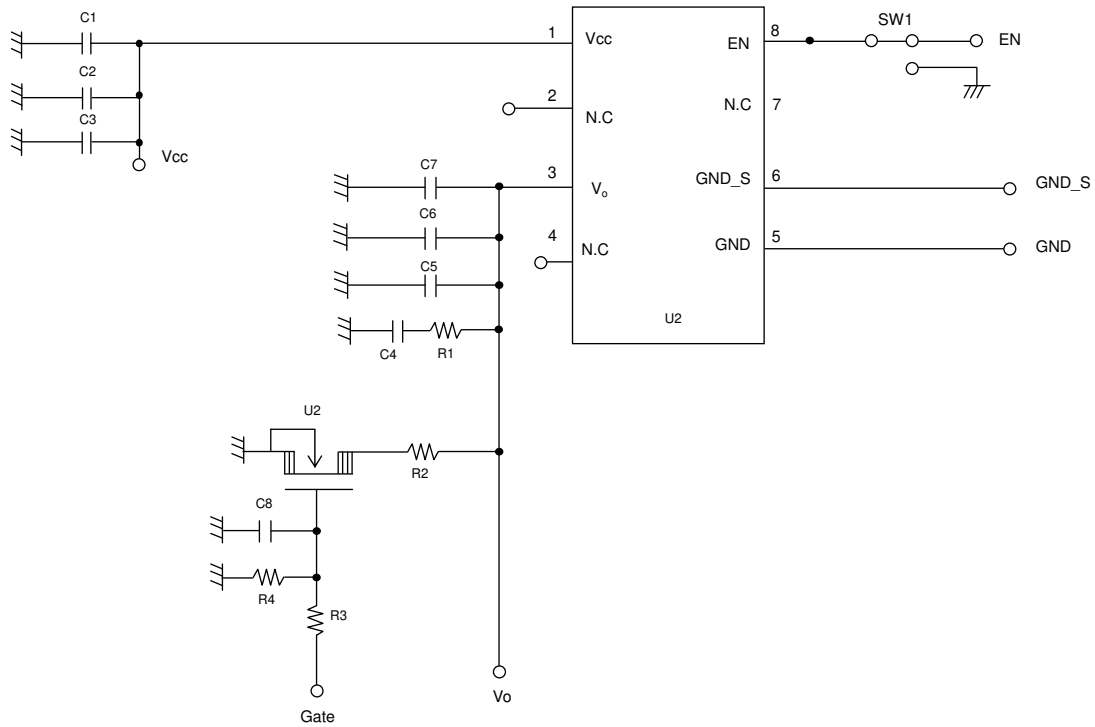 C1
1
Vcc
EN
8
SW1
EN
C2
2
N.C
N.C
7
C3
Vcc
C7
3
Vo
GND_S
6
GND_S
C6
4
N.C
GND
5
GND
C5
U2
C4
R1
U2
R2
C8
R4
R3
Vo
Gate